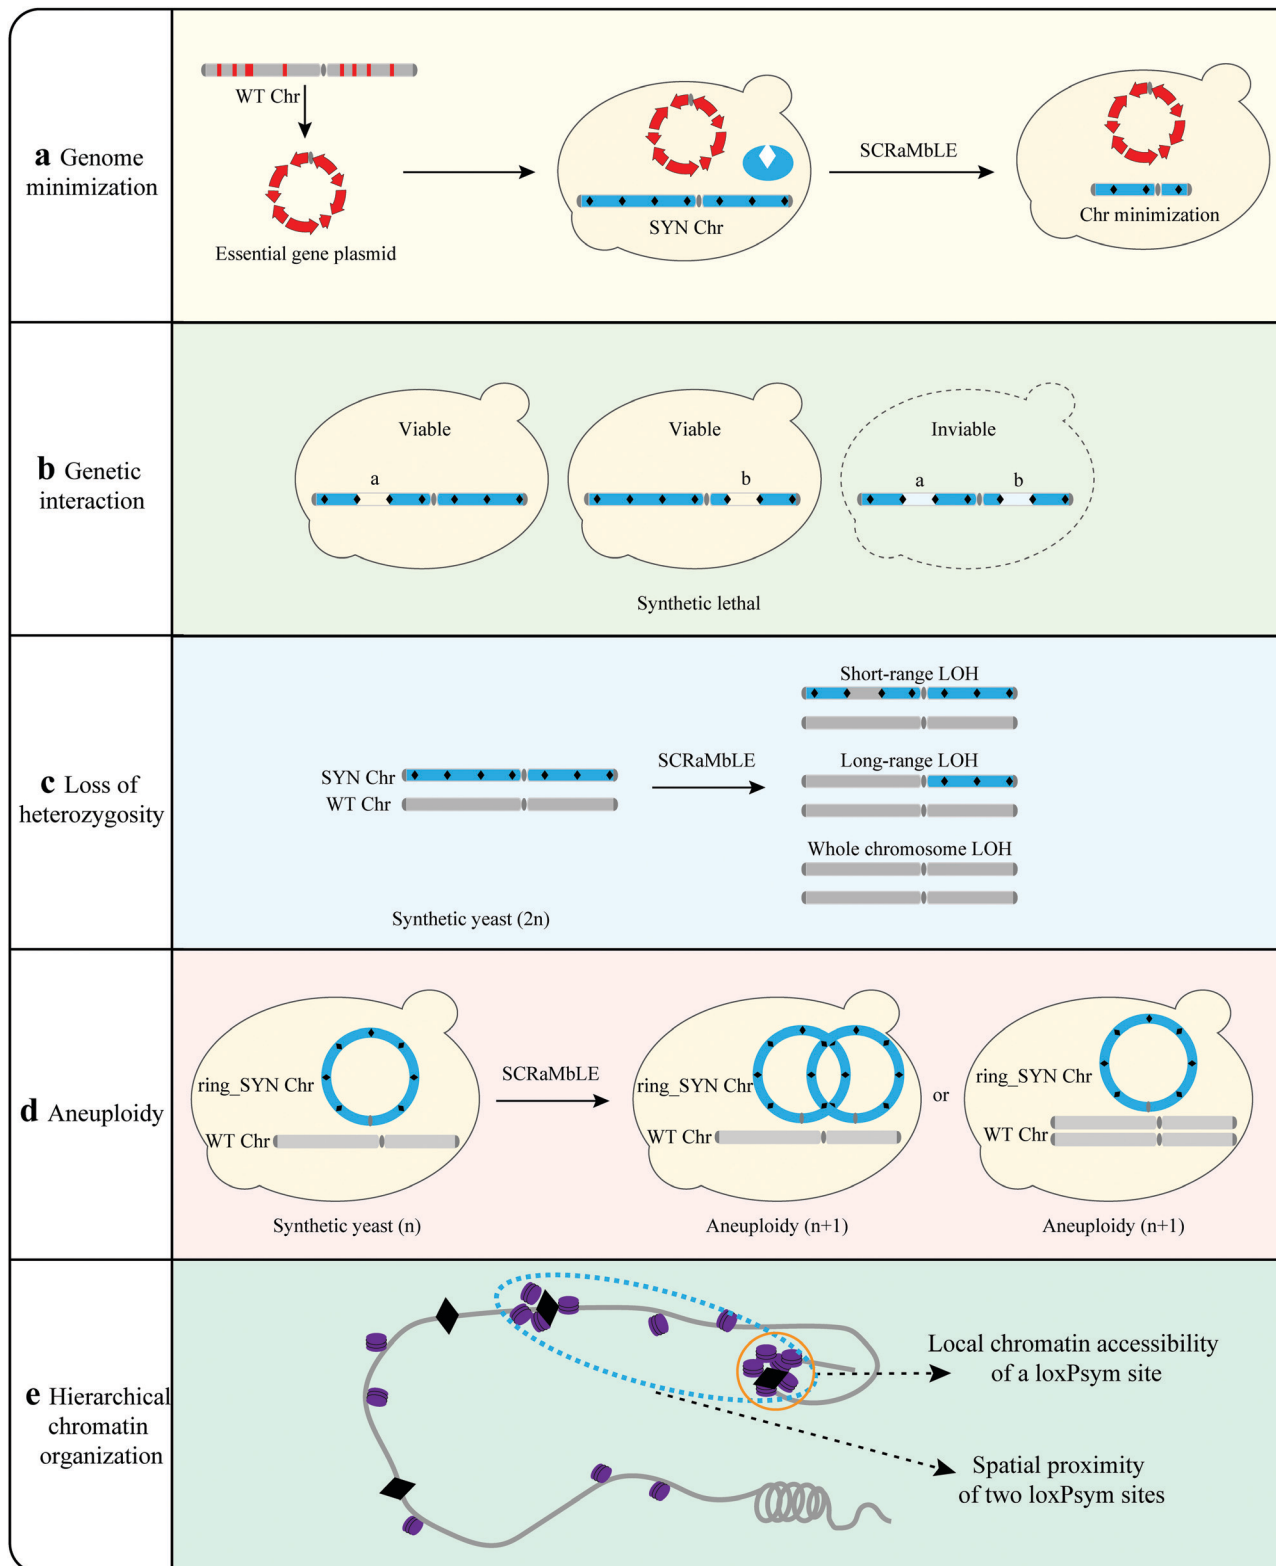 a Genome
minimization
WT Chr
Essential gene plasmid
SYN Chr
SCRaMbLE
Chr minimization
b Genetic
interaction
Viable
a
Viable
b
Inviable
a
b
Synthetic lethal
c Loss of
heterozygosity
SYN Chr
WT Chr
Synthetic yeast (2n)
SCRaMbLE
Short-range LOH
Long-range LOH
Whole chromosome LOH
d Aneuploidy
ring_SYN Chr
WT Chr
Synthetic yeast (n)
SCRaMbLE
ring_SYN Chr
WT Chr
Aneuploidy (n+1)
or
ring_SYN Chr
WT Chr
Aneuploidy (n+1)
e Hierarchical
chromatin
organization
Local chromatin accessibility
of a loxPsym site
Spatial proximity
of two loxPsym sites